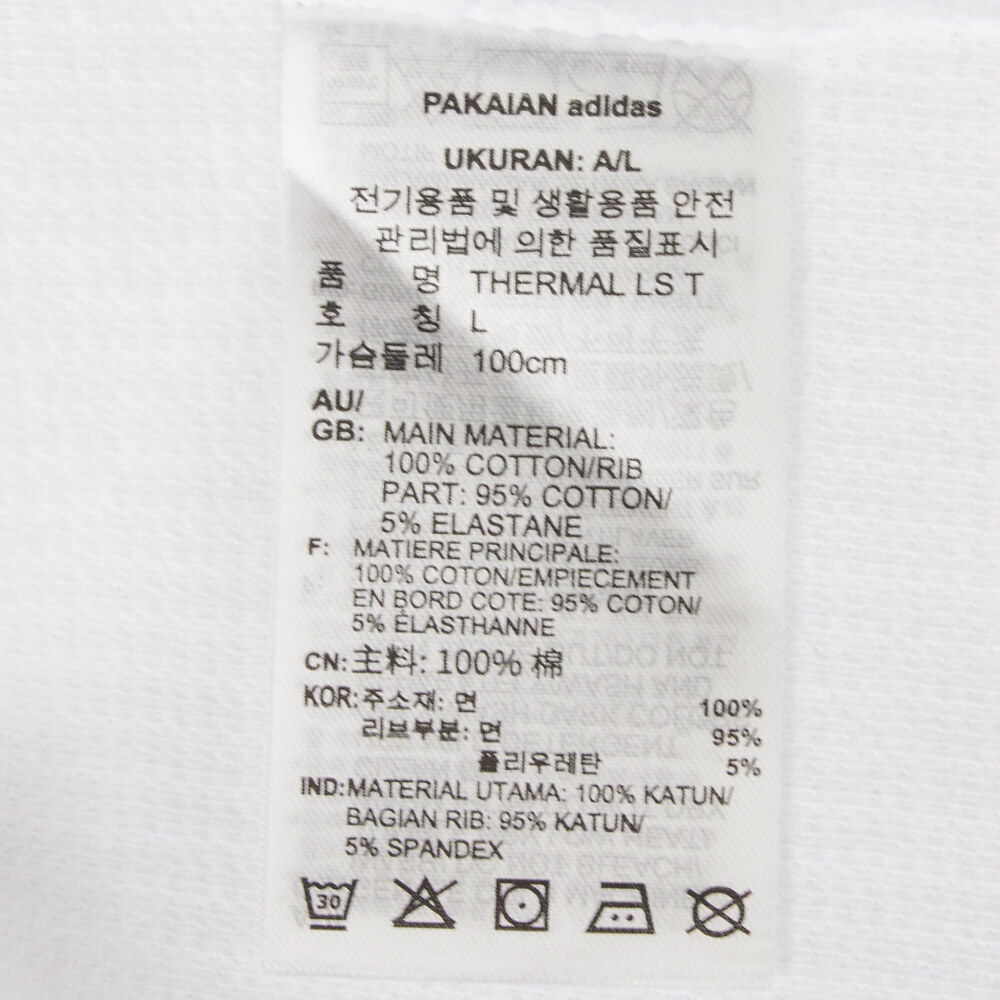 PAKAIAN adidas
UKURAN: A/L
전기용품 및 생활용품 안전
관리법에 의한 품질표시
품 명 THERMAL LS T
호 칭 L
가슴둘레 100cm
AU/
GB: MAIN MATERIAL:
100% COTTON/RIB
PART: 95% COTTON/
5% ELASTANE
F: MATIERE PRINCIPALE:
100% COTON/EMPIECEMENT
EN BORD COTE: 95% COTON/
5% ÉLASTHANNE
CN: 主料: 100% 棉
KOR: 주소재: 면 100%
리브부분: 면 95%
폴리우레탄 5%
IND: MATERIAL UTAMA: 100% KATUN/
BAGIAN RIB: 95% KATUN/
5% SPANDEX
30